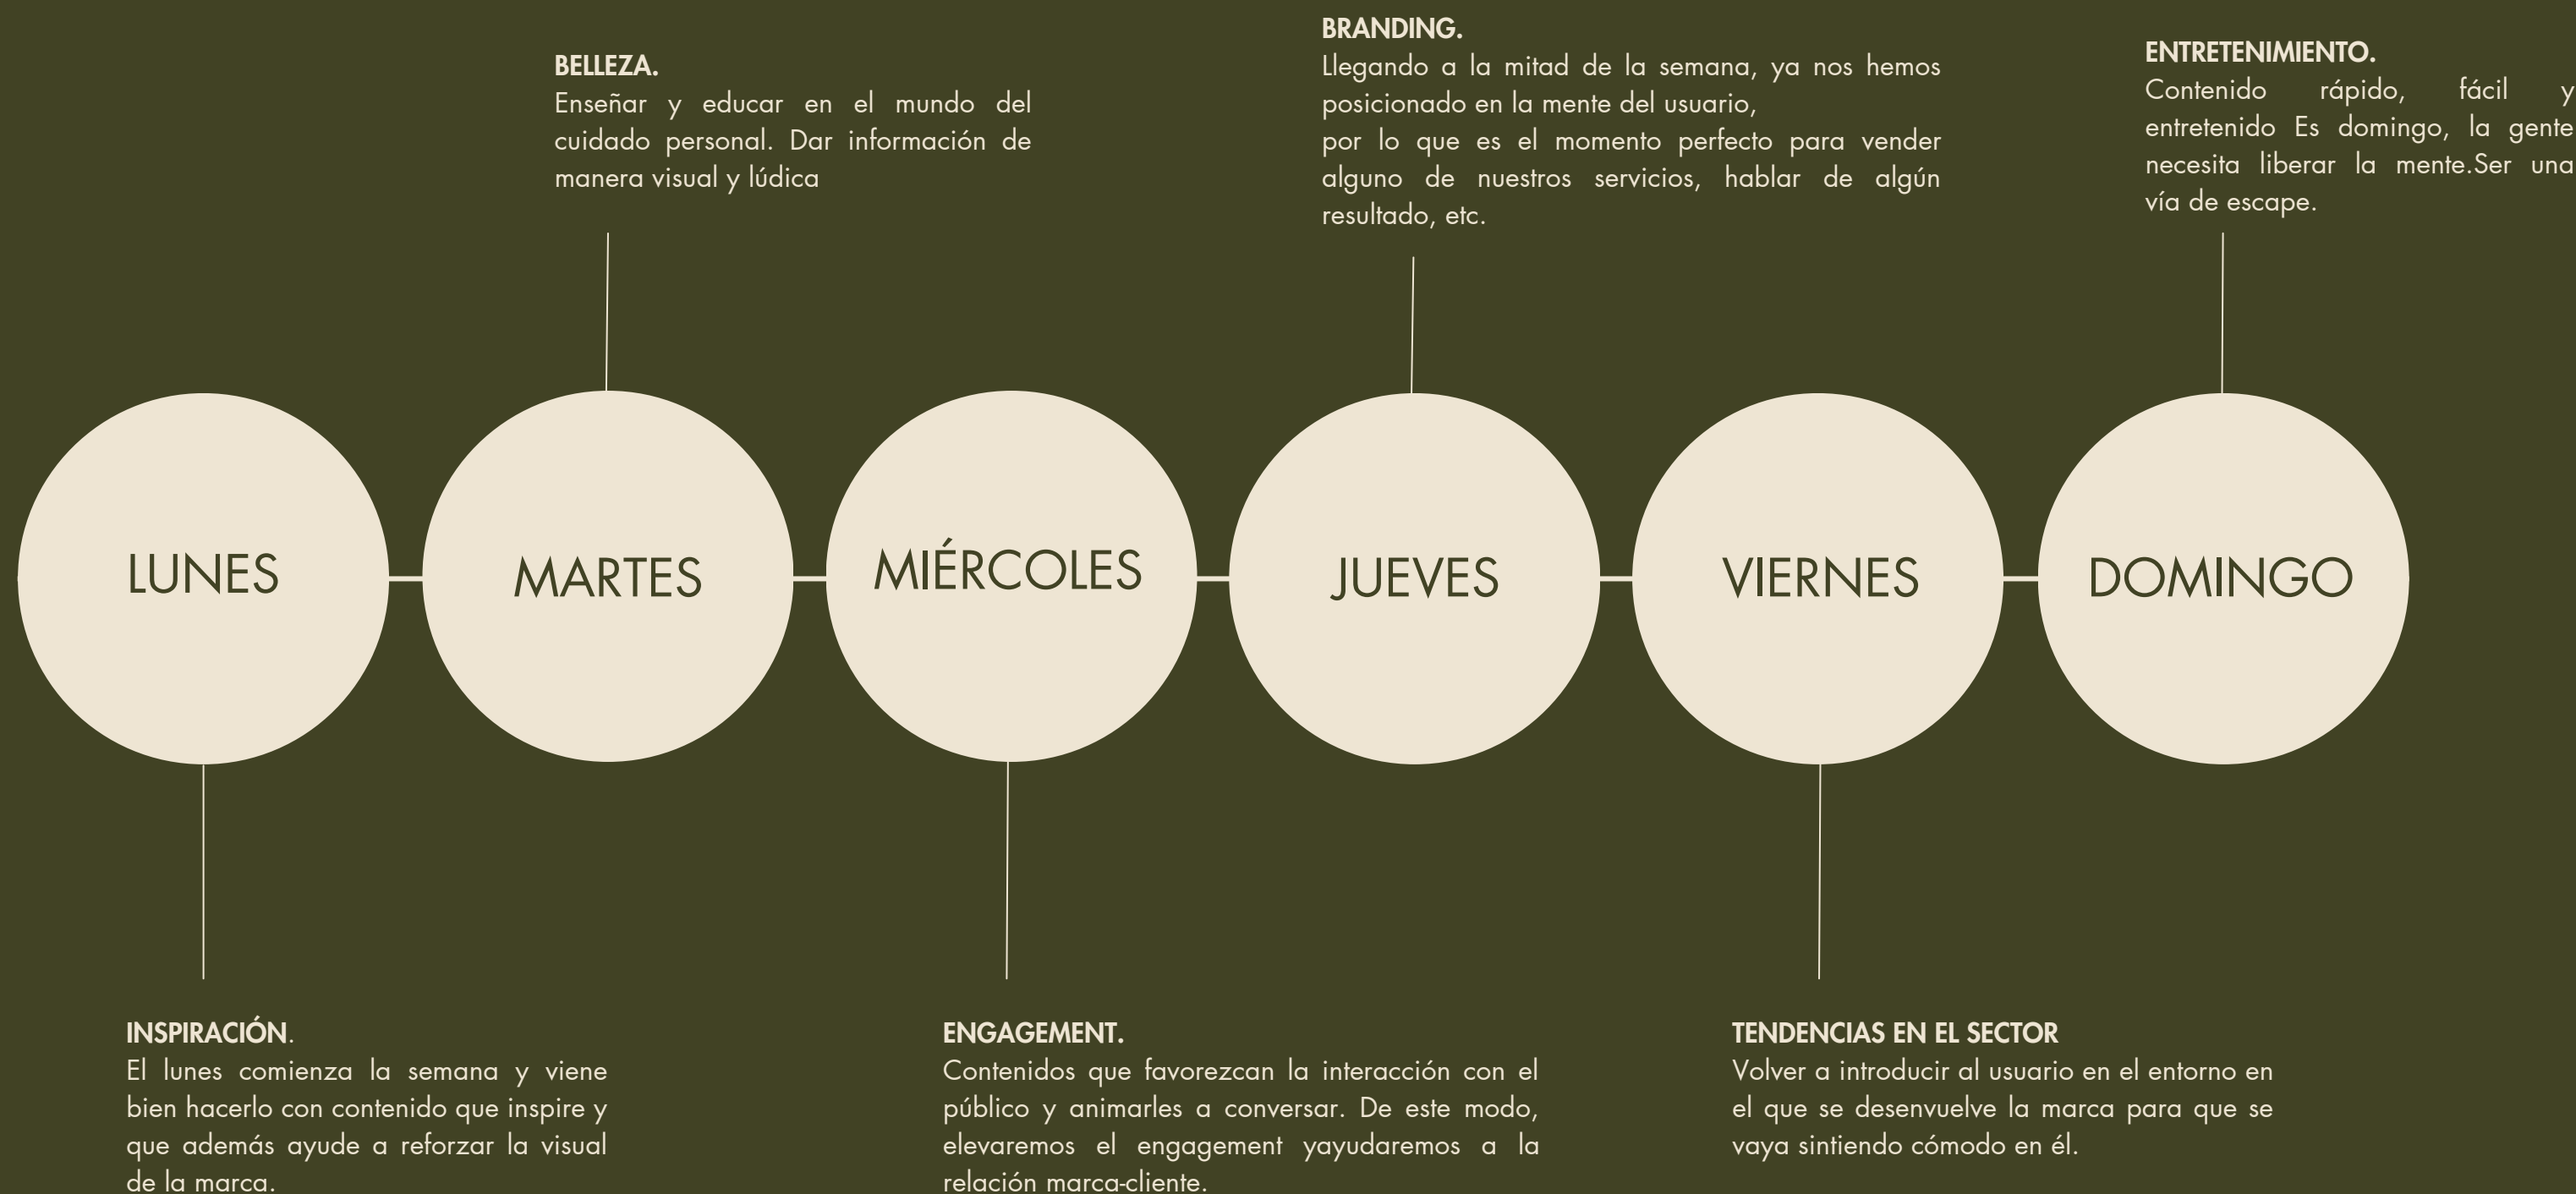 BELLEZA.
Enseñar y educar en el mundo del
cuidado personal. Dar información de
manera visual y lúdica
BRANDING.
Llegando a la mitad de la semana, ya nos hemos
posicionado en la mente del usuario,
por lo que es el momento perfecto para vender
alguno de nuestros servicios, hablar de algún
resultado, etc.
ENTRETENIMIENTO.
Contenido rápido, fácil y
entretenido Es domingo, la gente
necesita liberar la mente.Ser una
vía de escape.
LUNES
MARTES
MIÉRCOLES
JUEVES
VIERNES
DOMINGO
INSPIRACIÓN.
El lunes comienza la semana y viene
bien hacerlo con contenido que inspire y
que además ayude a reforzar la visual
de la marca.
ENGAGEMENT.
Contenidos que favorezcan la interacción con el
público y animarles a conversar. De este modo,
elevaremos el engagement yayudaremos a la
relación marca-cliente.
TENDENCIAS EN EL SECTOR
Volver a introducir al usuario en el entorno en
el que se desenvuelve la marca para que se
vaya sintiendo cómodo en él.